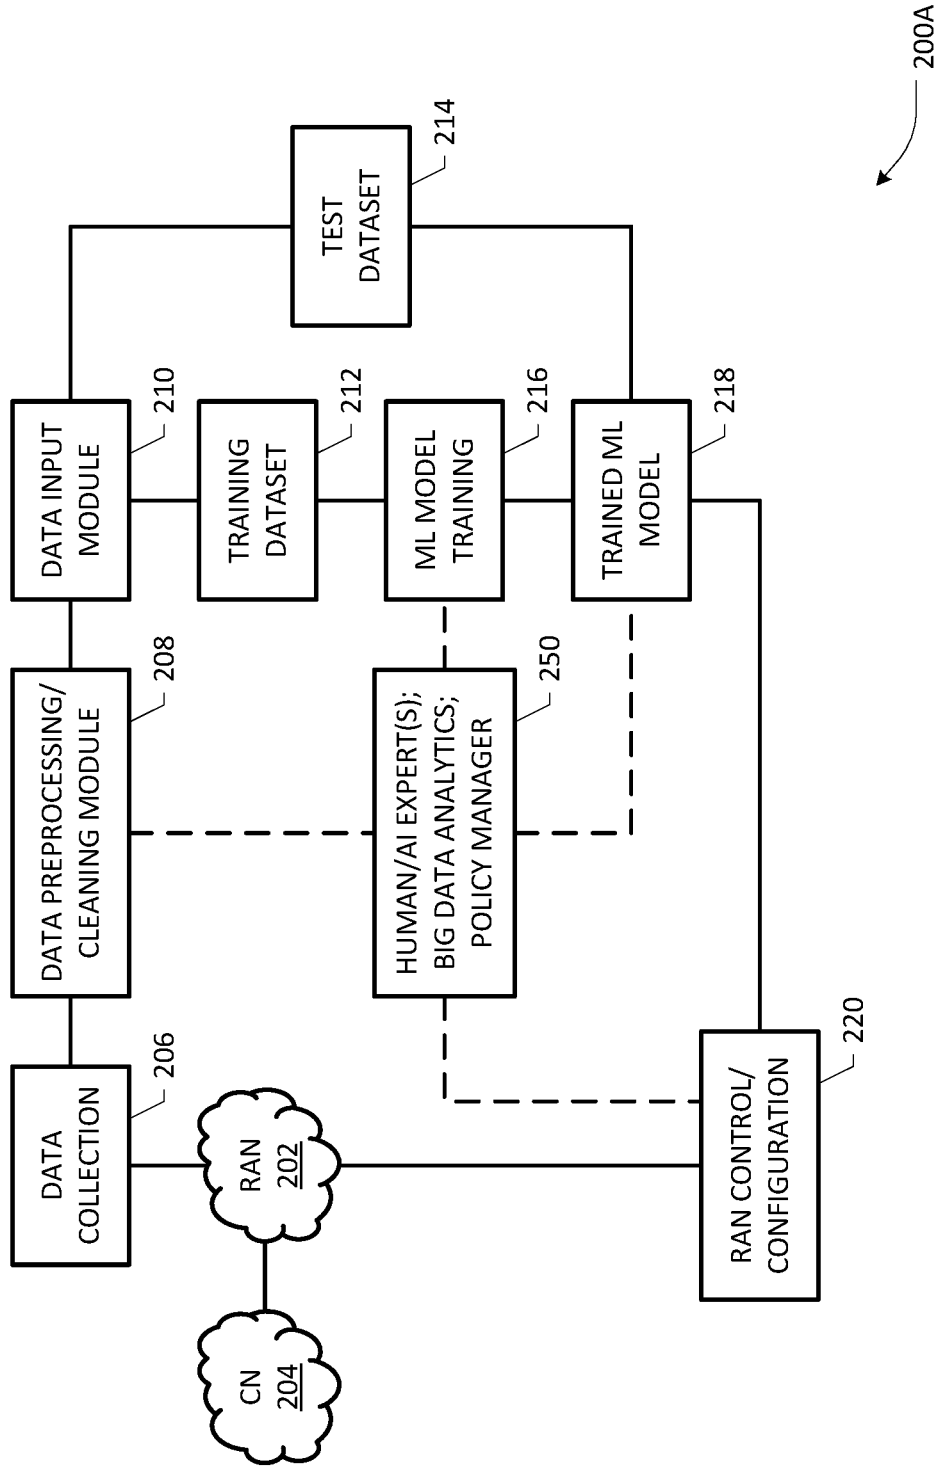 DATA
COLLECTION
206
DATA PREPROCESSING/
CLEANING MODULE
208
DATA INPUT
MODULE
210
TRAINING
DATASET
212
TEST
DATASET
214
CN
204
RAN
202
HUMAN/AI EXPERT(S);
BIG DATA ANALYTICS;
POLICY MANAGER
250
ML MODEL
TRAINING
216
TRAINED ML
MODEL
218
RAN CONTROL/
CONFIGURATION
220
200A